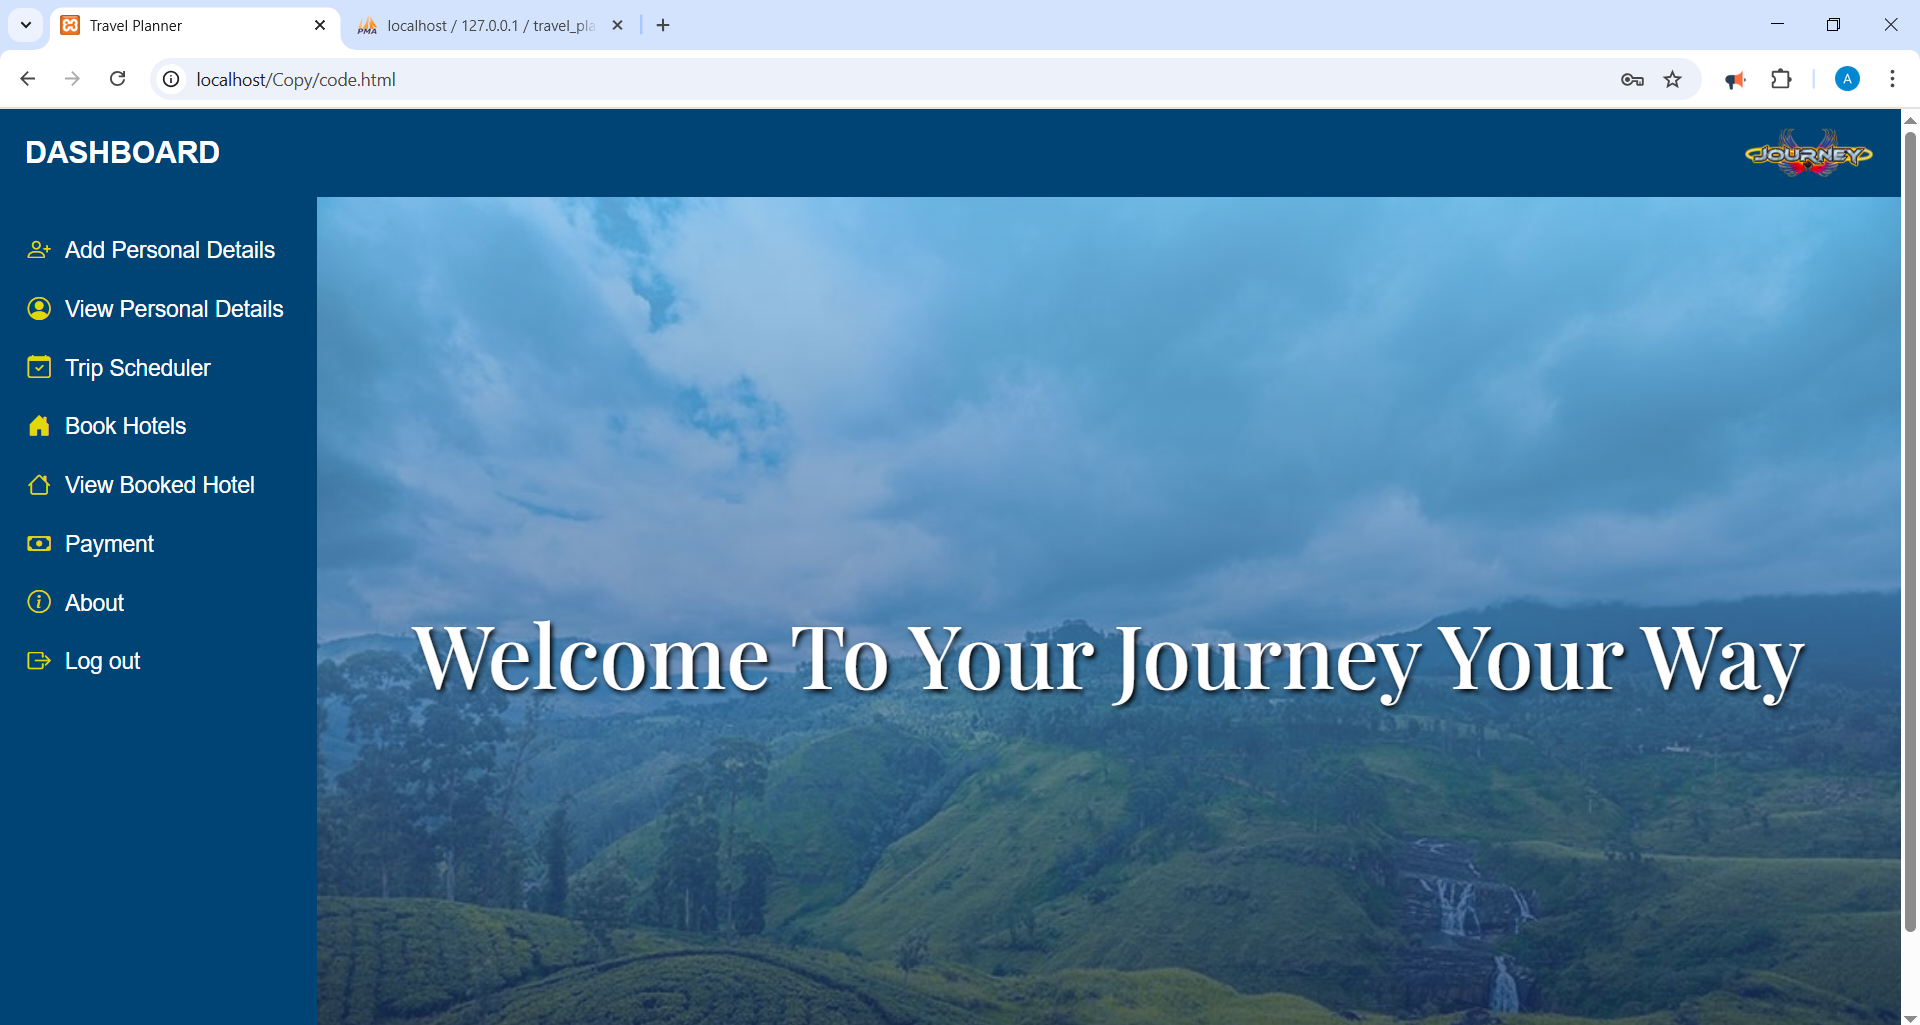 Travel Planner
localhost / 127.0.0.1 / travel_pla
localhost/Copy/code.html
A
DASHBOARD
JOURNEY
Add Personal Details
View Personal Details
Trip Scheduler
Book Hotels
View Booked Hotel
Payment
About
Log out
Welcome To Your Journey Your Way